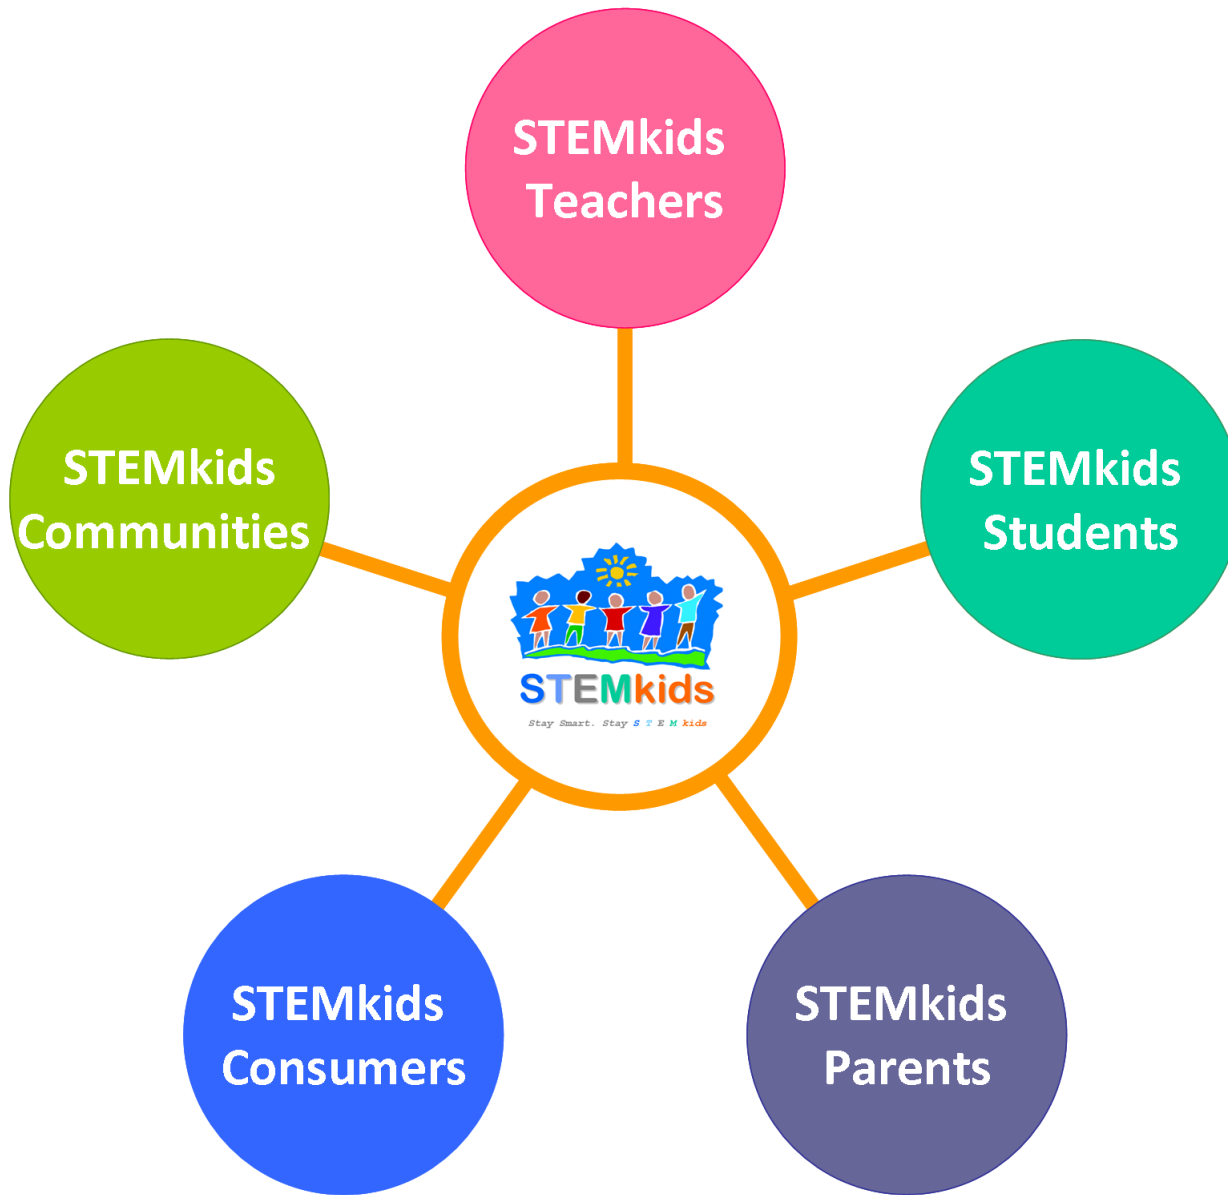 STEMkids
Teachers
STEMkids
Communities
STEMkids
Students
STEMkids
Stay Smart. Stay S T E M kids
STEMkids
Consumers
STEMkids
Parents